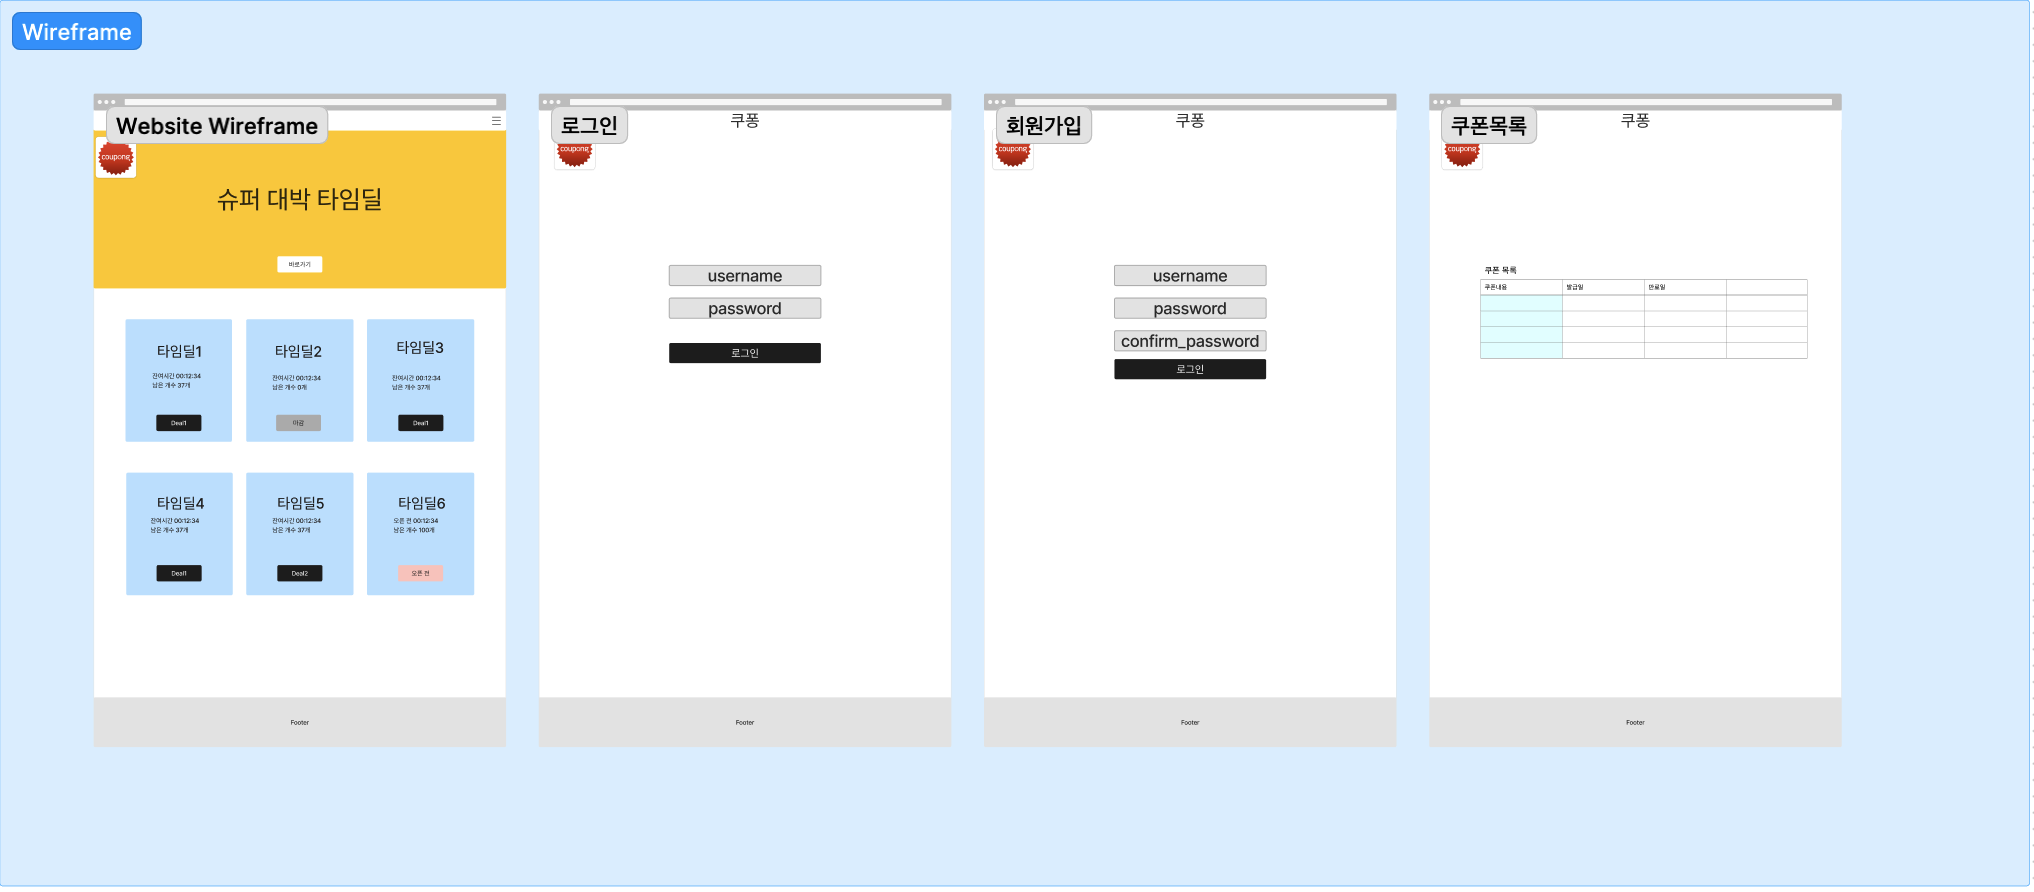 Wireframe
Website Wireframe
coupong
슈퍼 대박 타임딜
바로가기
타임딜1
잔여시간 00:12:34
남은 개수 37개
Deal1
타임딜2
잔여시간 00:12:34
남은 개수 0개
마감
타임딜3
잔여시간 00:12:34
남은 개수 37개
Deal1
타임딜4
잔여시간 00:12:34
남은 개수 37개
Deal1
타임딜5
잔여시간 00:12:34
남은 개수 37개
Deal2
타임딜6
오픈 전 00:12:34
남은 개수 100개
오픈 전
Footer
로그인
쿠퐁
coupong
username
password
로그인
Footer
회원가입
쿠퐁
coupong
username
password
confirm_password
로그인
Footer
쿠폰목록
쿠퐁
coupong
쿠폰 목록
쿠폰내용 발급일 만료일
Footer